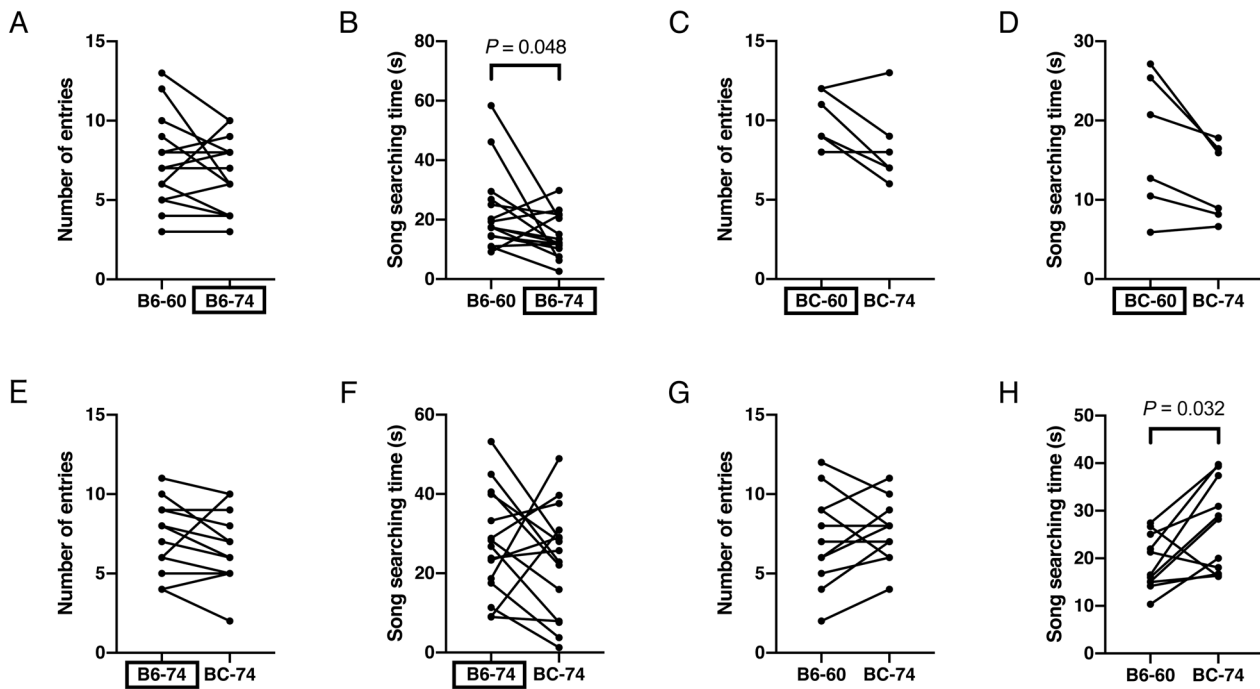 A
Number of entries
15
10
5
0
B6-60
B6-74
B
Song searching time (s)
80
60
40
20
0
P = 0.048
B6-60
B6-74
C
Number of entries
15
10
5
0
BC-60
BC-74
D
Song searching time (s)
30
20
10
0
BC-60
BC-74
E
Number of entries
15
10
5
0
B6-74
BC-74
F
Song searching time (s)
60
40
20
0
B6-74
BC-74
G
Number of entries
15
10
5
0
B6-60
BC-74
H
Song searching time (s)
50
40
30
20
10
0
P = 0.032
B6-60
BC-74